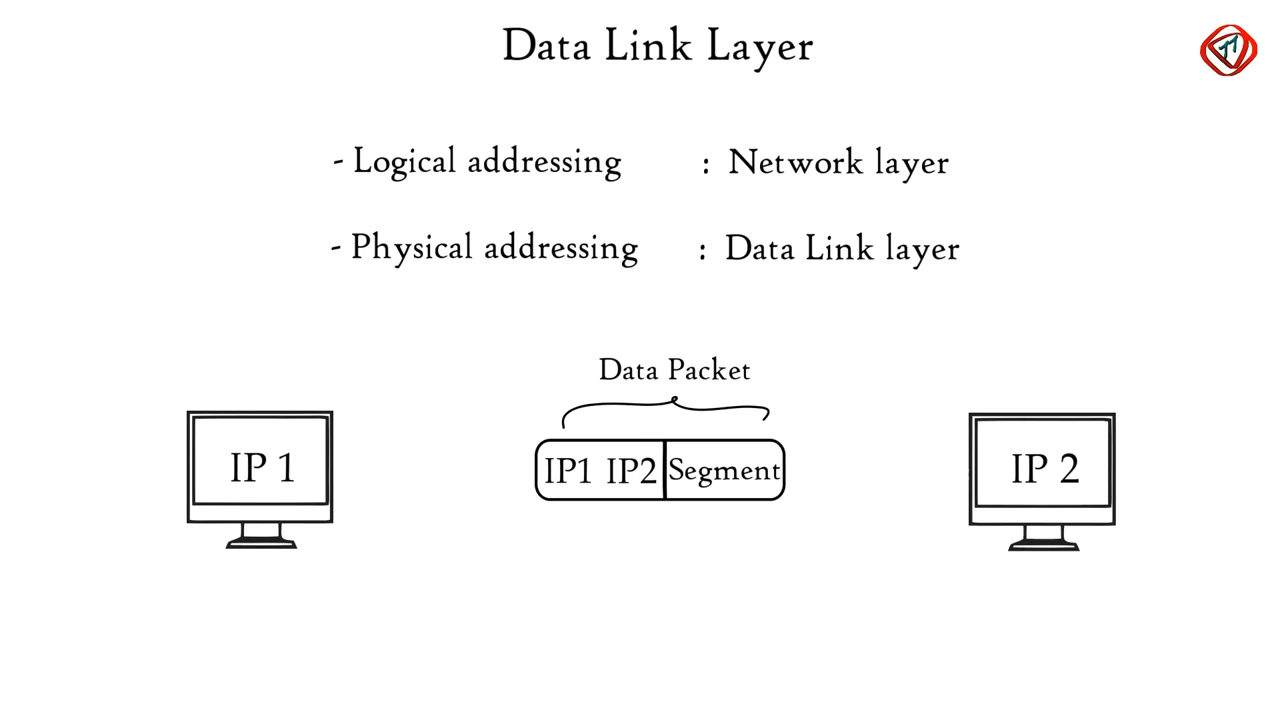 Data Link Layer
- Logical addressing : Network layer
- Physical addressing : Data Link layer
Data Packet
IP 1
IP1 IP2 Segment
IP 2